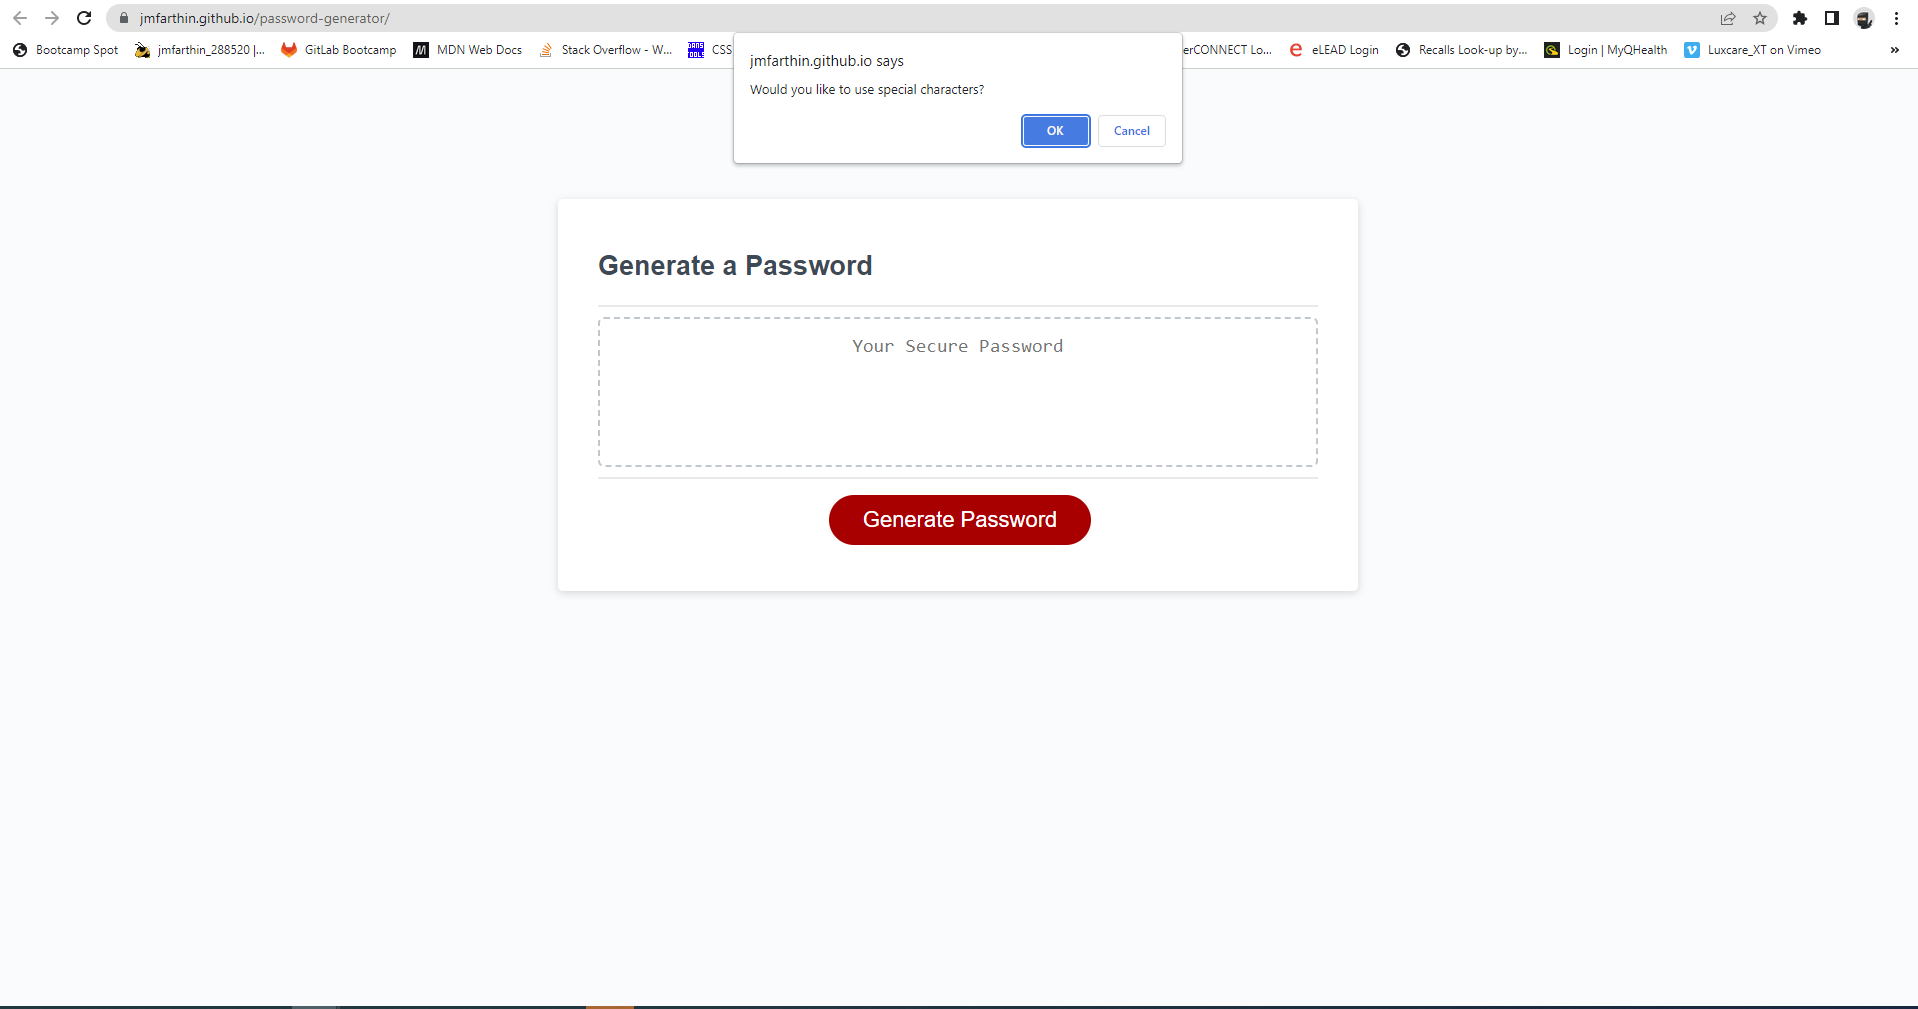 jmfarthin.github.io/password-generator/
Bootcamp Spot jmfarthin_288520 |... GitLab Bootcamp MDN Web Docs Stack Overflow - W... CSS erCONNECT Lo... eLEAD Login Recalls Look-up by... Login | MyQHealth Luxcare_XT on Vimeo »
jmfarthin.github.io says
Would you like to use special characters?
OK Cancel
Generate a Password
Your Secure Password
Generate Password